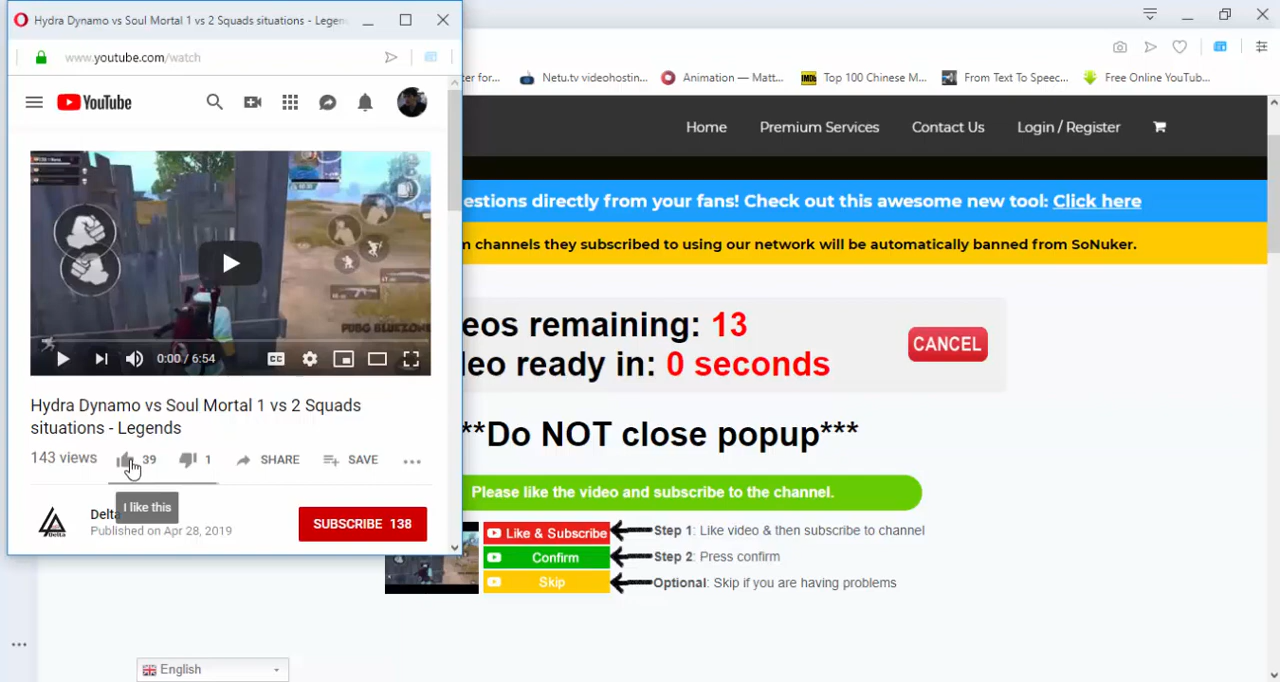 Hydra Dynamo vs Soul Mortal 1 vs 2 Squads situations - Legen
www.youtube.com/watch
YouTube
0:00 / 6:54
CC
PUBG BLUEZONE
Hydra Dynamo vs Soul Mortal 1 vs 2 Squads
situations - Legends
143 views
39
1
SHARE
SAVE
I like this
Delta
Published on Apr 28, 2019
SUBSCRIBE 138
Delta
ter for...
Netu.tv videohostin...
Animation — Matt...
IMDb
Top 100 Chinese M...
From Text To Speec...
Free Online YouTub...
Home
Premium Services
Contact Us
Login / Register
estions directly from your fans! Check out this awesome new tool: Click here
m channels they subscribed to using our network will be automatically banned from SoNuker.
eos remaining: 13
leo ready in: 0 seconds
CANCEL
**Do NOT close popup***
Please like the video and subscribe to the channel.
Like & Subscribe
Step 1: Like video & then subscribe to channel
Confirm
Step 2: Press confirm
Skip
Optional: Skip if you are having problems
English